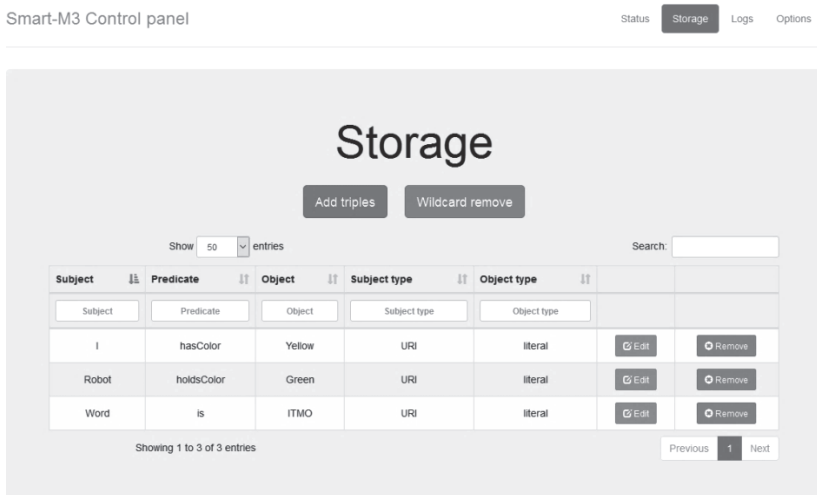 Smart-M3 Control panel Status Storage Logs Options
Storage
Add triples Wildcard remove
Show 50 entries Search:
Subject Predicate Object Subject type Object type
Subject Predicate Object Subject type Object type
I hasColor Yellow URI literal Edit Remove
Robot holdsColor Green URI literal Edit Remove
Word is ITMO URI literal Edit Remove
Showing 1 to 3 of 3 entries Previous 1 Next